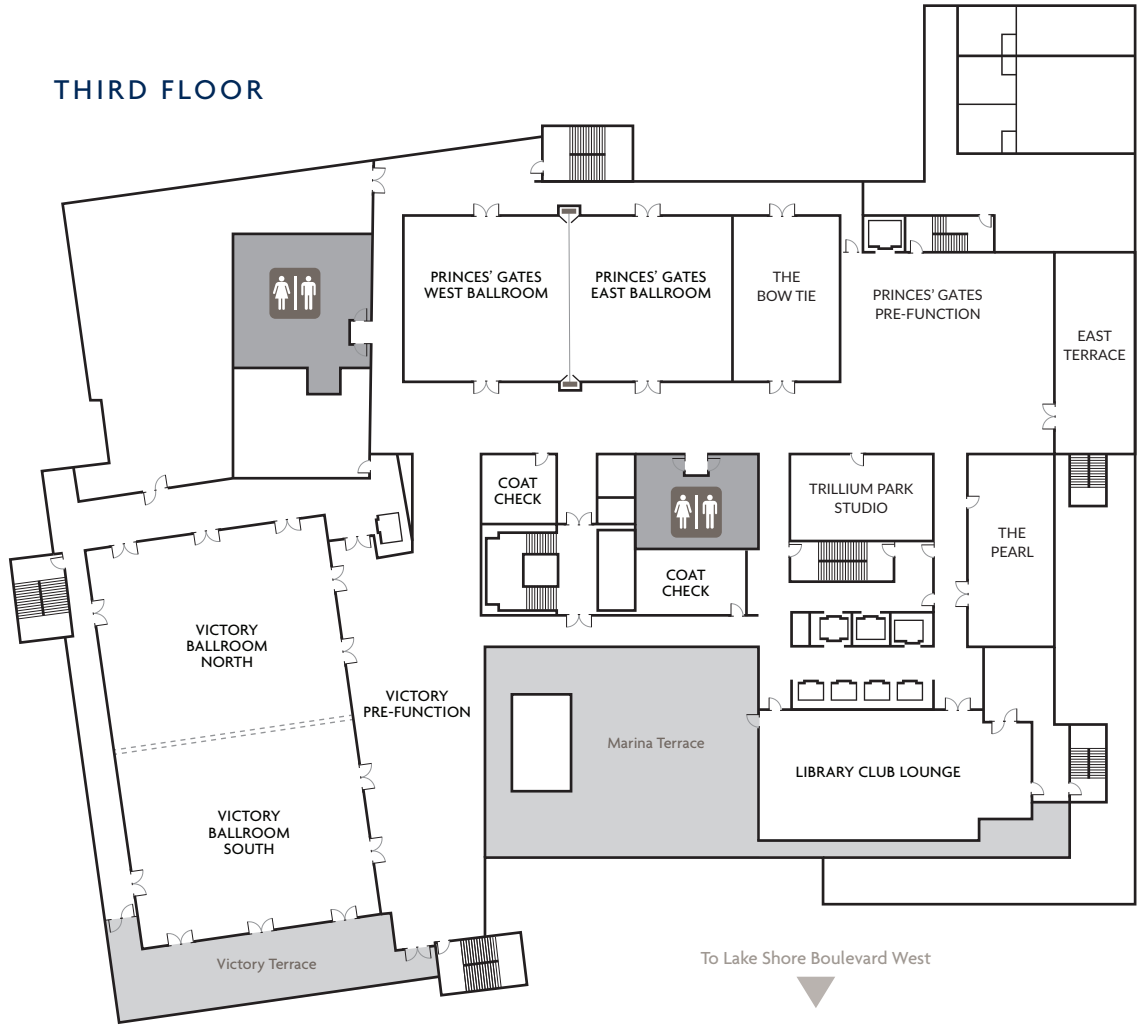 THIRD FLOOR
PRINCES' GATES
WEST BALLROOM
PRINCES' GATES
EAST BALLROOM
THE
BOW TIE
PRINCES' GATES
PRE-FUNCTION
EAST
TERRACE
COAT
CHECK
TRILLIUM PARK
STUDIO
THE
PEARL
COAT
CHECK
VICTORY
BALLROOM
NORTH
VICTORY
PRE-FUNCTION
Marina Terrace
LIBRARY CLUB LOUNGE
VICTORY
BALLROOM
SOUTH
Victory Terrace
To Lake Shore Boulevard West